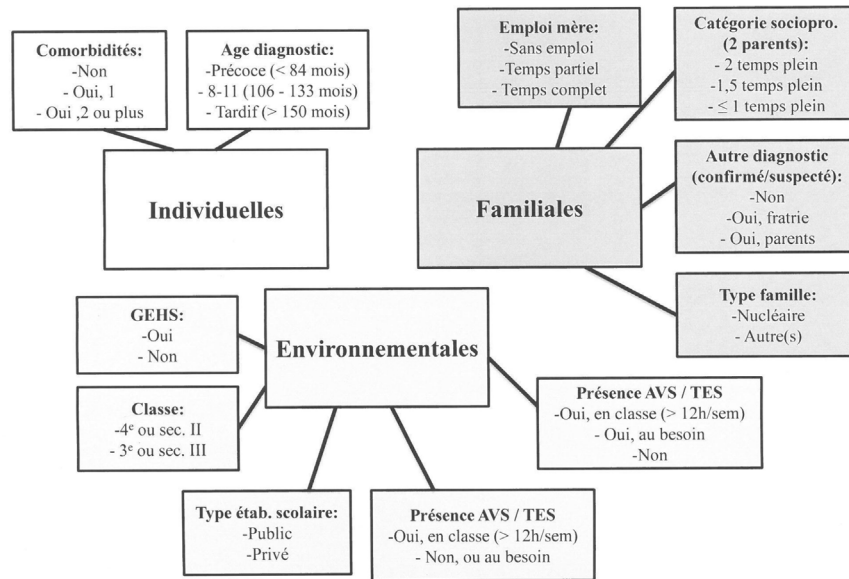 Comorbidités:
-Non
- Oui, 1
- Oui ,2 ou plus
Age diagnostic:
-Précoce (< 84 mois)
- 8-11 (106 - 133 mois)
- Tardif (> 150 mois)
Individuelles
Emploi mère:
-Sans emploi
-Temps partiel
- Temps complet
Catégorie sociopro.
(2 parents):
- 2 temps plein
-1,5 temps plein
- ≤ 1 temps plein
Familiales
Autre diagnostic
(confirmé/suspecté):
-Non
-Oui, fratrie
- Oui, parents
Type famille:
-Nucléaire
- Autre(s)
GEHS:
-Oui
- Non
Environnementales
Classe:
-4e ou sec. II
- 3e ou sec. III
Présence AVS / TES
-Oui, en classe (> 12h/sem)
- Oui, au besoin
-Non
Type étab. scolaire:
-Public
-Privé
Présence AVS / TES
-Oui, en classe (> 12h/sem)
- Non, ou au besoin